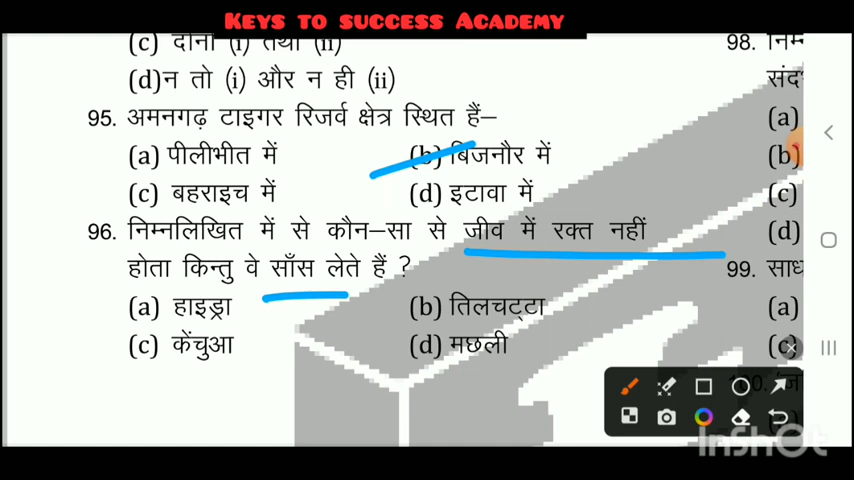 KEYS TO SUCCESS ACADEMY
(c) दोनों (i) तथा (ii)
(d)न तो (i) और न ही (ii)
95. अमनगढ़ टाइगर रिजर्व क्षेत्र स्थित हैं–
(a) पीलीभीत में (b) बिजनौर में
(c) बहराइच में (d) इटावा में
96. निम्नलिखित में से कौन–सा से जीव में रक्त नहीं
होता किन्तु वे साँस लेते हैं ?
(a) हाइड्रा (b) तिलचट्टा
(c) केंचुआ (d) मछली
98.
(a)
(b)
(c)
(d)
99. साध
(a)
(c)
InShOt